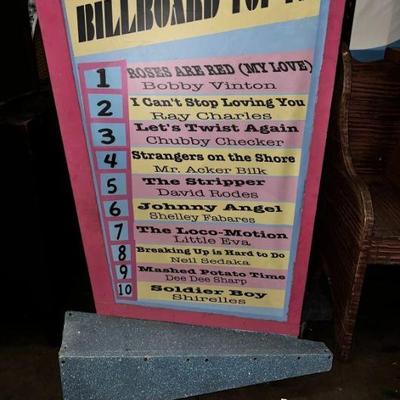 BILLBOARD TOP
1 ROSES ARE RED (MY LOVE)
Bobby Vinton
2 I Can't Stop Loving You
Ray Charles
3 Let's Twist Again
Chubby Checker
4 Strangers on the Shore
Mr. Acker Bilk
5 The Stripper
David Rodes
6 Johnny Angel
Shelley Fabares
7 The Loco-Motion
Little Eva
8 Breaking Up is Hard to Do
Neil Sedaka
9 Mashed Potato Time
Dee Dee Sharp
10 Soldier Boy
Shirelles